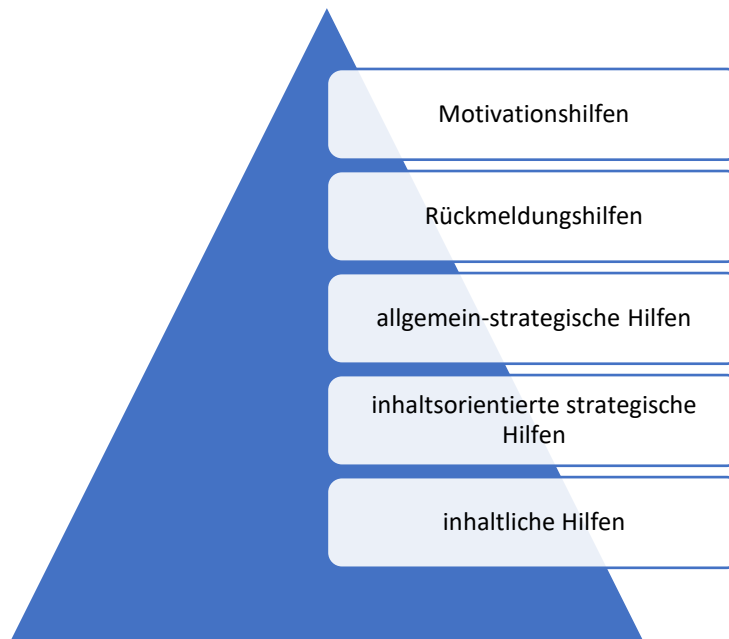 Motivationshilfen
Rückmeldungshilfen
allgemein-strategische Hilfen
inhaltsorientierte strategische
Hilfen
inhaltliche Hilfen